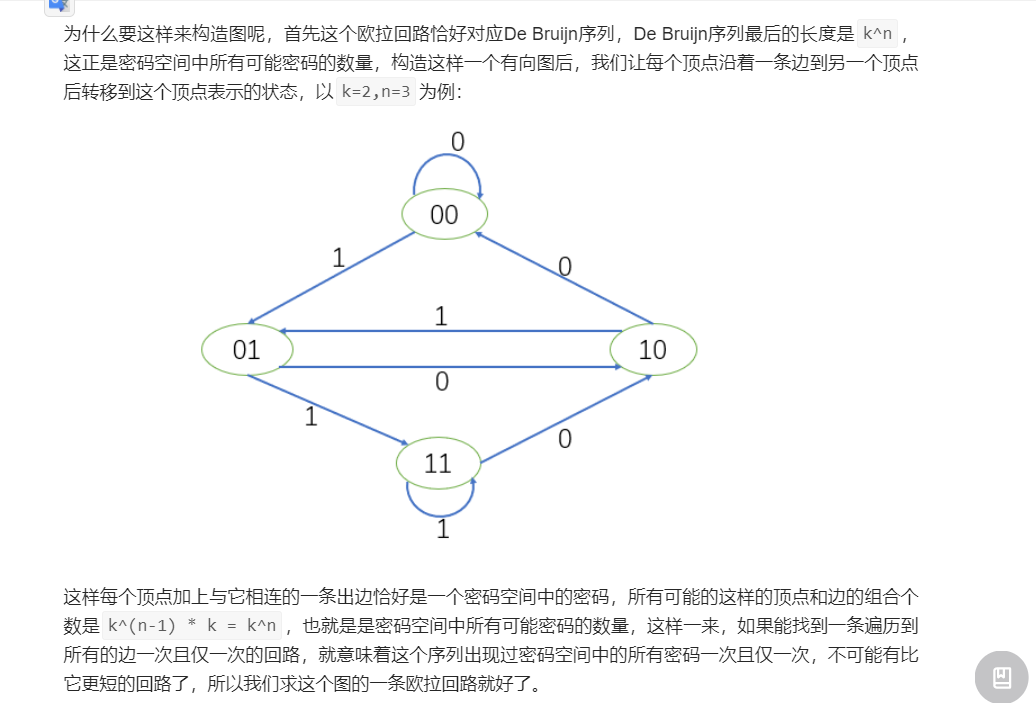 为什么要这样来构造图呢，首先这个欧拉回路恰好对应De Bruijn序列，De Bruijn序列最后的长度是 k^n ，
这正是密码空间中所有可能密码的数量，构造这样一个有向图后，我们让每个顶点沿着一条边到另一个顶点
后转移到这个顶点表示的状态，以 k=2,n=3 为例：
0
00
1
0
1
01
10
0
1
0
11
1
这样每个顶点加上与它相连的一条出边恰好是一个密码空间中的密码，所有可能的这样的顶点和边的组合个
数是 k^(n-1) * k = k^n ，也就是是密码空间中所有可能密码的数量，这样一来，如果能找到一条遍历到
所有的边一次且仅一次的回路，就意味着这个序列出现过密码空间中的所有密码一次且仅一次，不可能有比
它更短的回路了，所以我们求这个图的一条欧拉回路就好了。